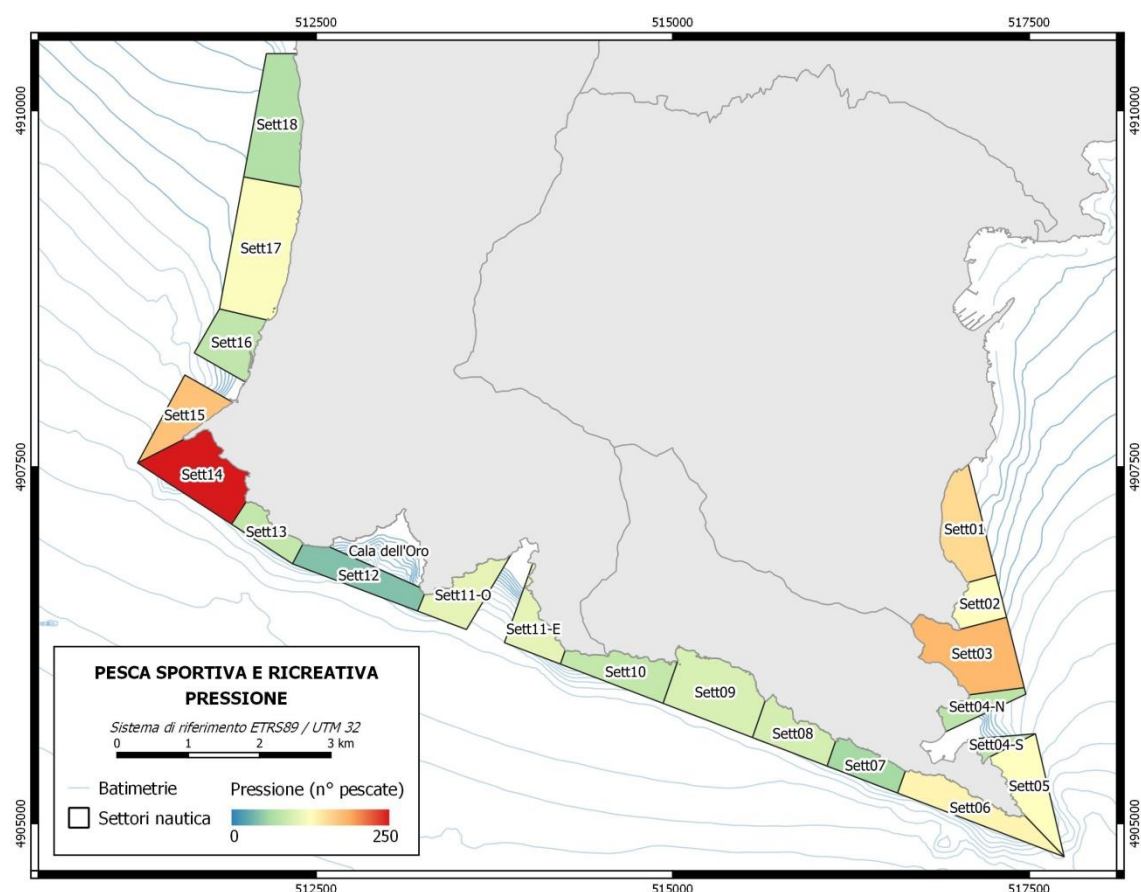 512500
515000
517500
4910000
4910000
Sett18
Sett17
Sett16
Sett15
Sett14
Sett13
Sett12
Cala dell'Oro
Sett11-O
Sett11-E
Sett10
Sett09
Sett08
Sett07
Sett06
Sett05
Sett04-S
Sett04-N
Sett03
Sett02
Sett01
4907500
4907500
4905000
4905000
PESCA SPORTIVA E RICREATIVA
PRESSIONE
Sistema di riferimento ETRS89 / UTM 32
0 1 2 3 km
Batimetrie
Settori nautica
Pressione (n° pescate)
0 250
512500
515000
517500